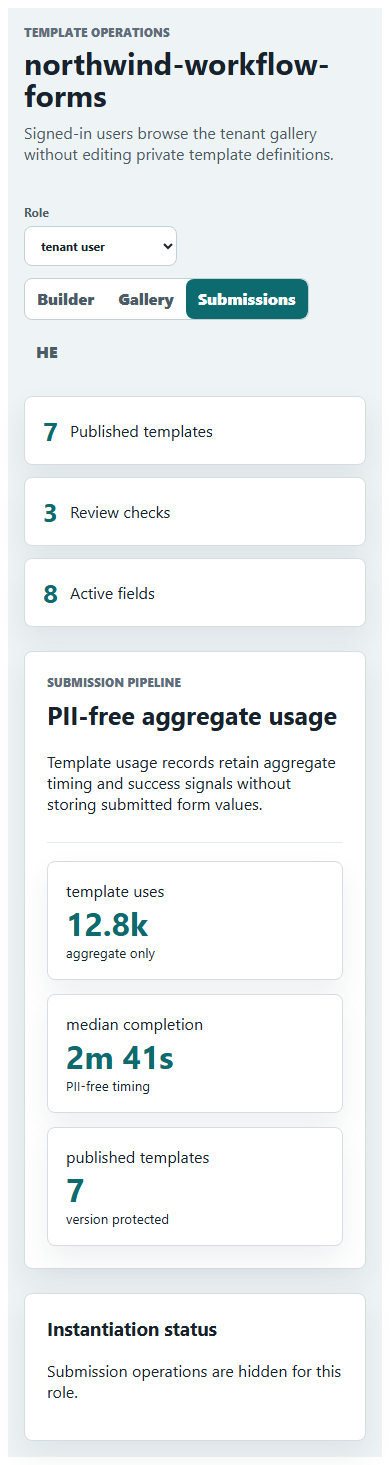 TEMPLATE OPERATIONS
northwind-workflow-
forms
Signed-in users browse the tenant gallery
without editing private template definitions.
Role
tenant user
Builder Gallery Submissions
HE
7 Published templates
3 Review checks
8 Active fields
SUBMISSION PIPELINE
PII-free aggregate usage
Template usage records retain aggregate
timing and success signals without
storing submitted form values.
template uses
12.8k
aggregate only
median completion
2m 41s
PII-free timing
published templates
7
version protected
Instantiation status
Submission operations are hidden for this
role.